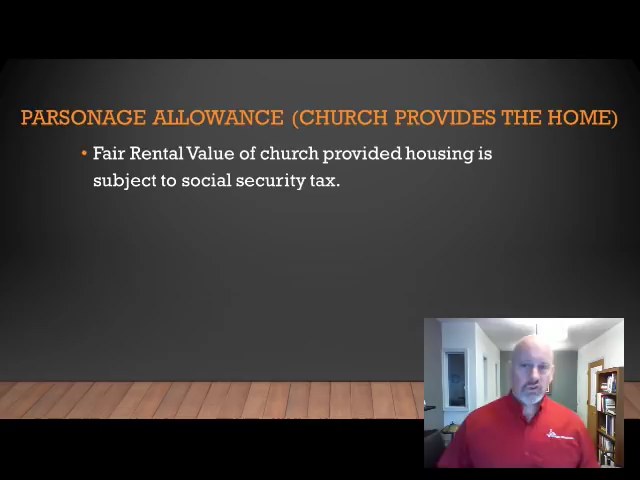 PARSONAGE ALLOWANCE (CHURCH PROVIDES THE HOME)
• Fair Rental Value of church provided housing is
subject to social security tax.